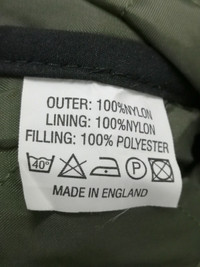 OUTER: 100%NYLON
LINING: 100%NYLON
FILLING: 100% POLYESTER
40° P
MADE IN ENGLAND